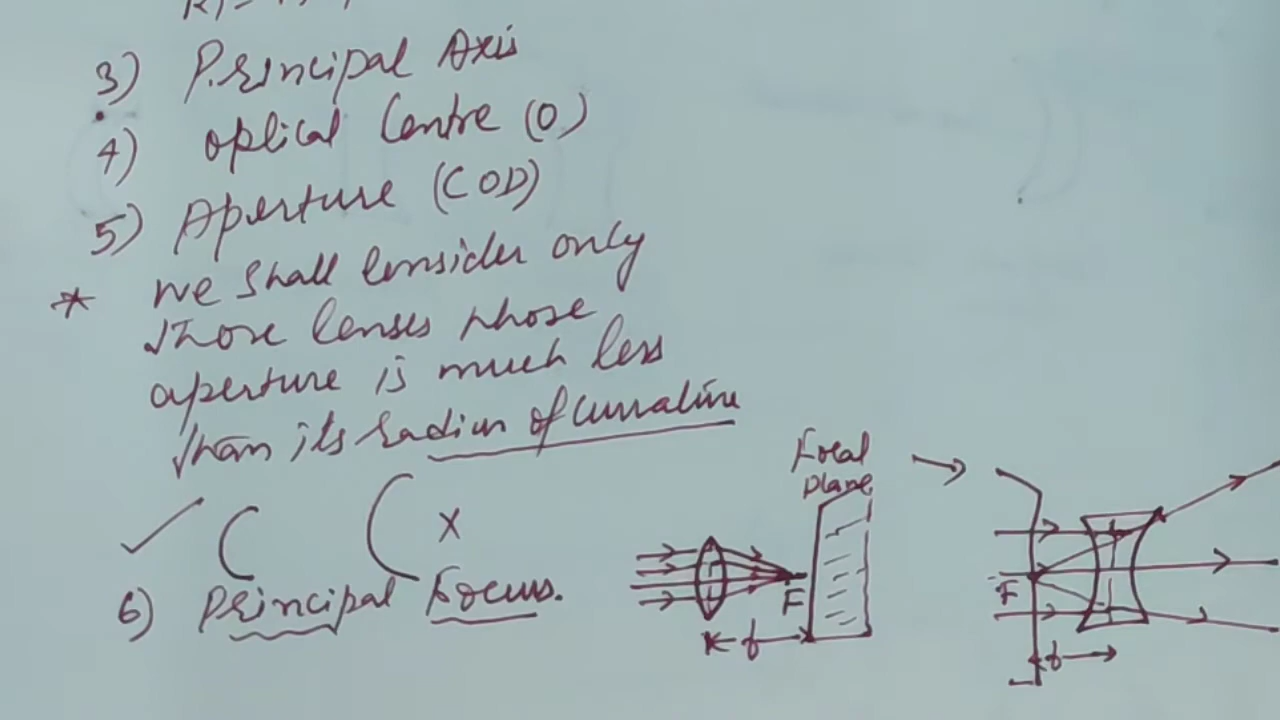 3) Principal Axis
4) optical Centre (O)
5) Aperture (COD)
* we shall consider only
those lenses whose
aperture is much less
than its radius of curvature
✓ ( ( x
6) Principal Focus.
Focal
plane
F
f
F
f